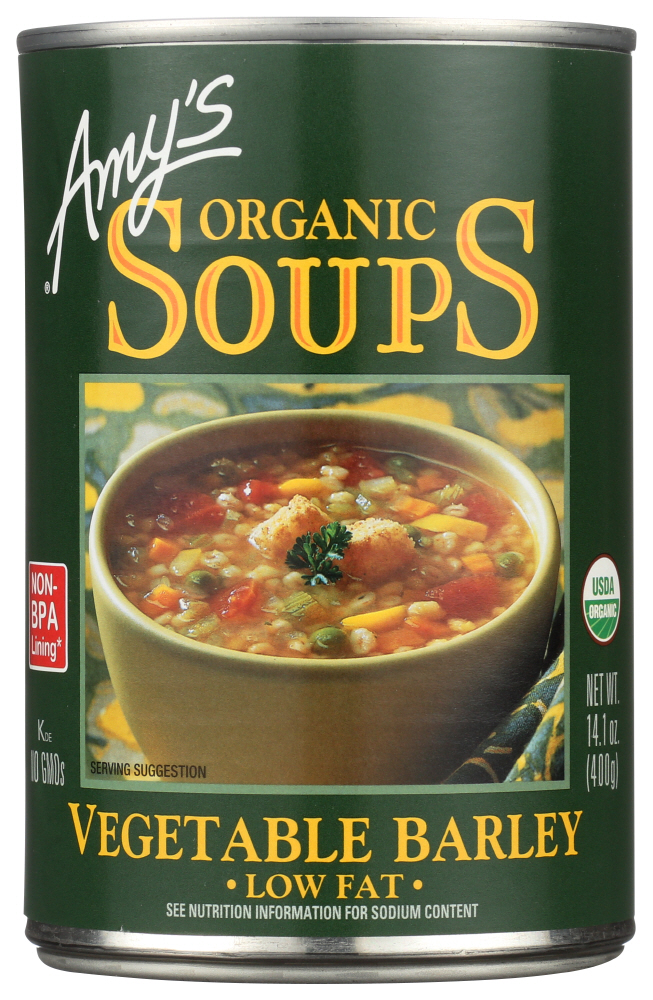 Amy's
®
ORGANIC
SOUPS
NON-
BPA
Lining*
USDA
ORGANIC
K DE
NO GMOs
NET WT.
14.1 oz.
(400g)
SERVING SUGGESTION
VEGETABLE BARLEY
• LOW FAT •
SEE NUTRITION INFORMATION FOR SODIUM CONTENT